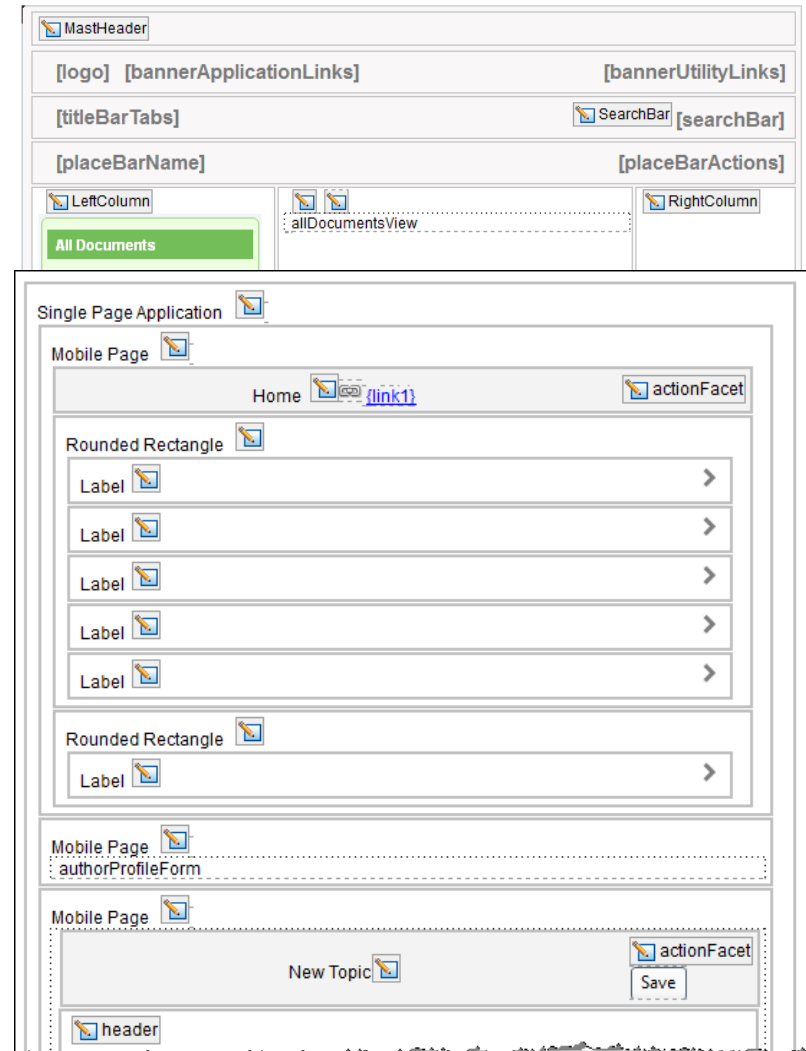 MastHeader
[logo] [bannerApplicationLinks] [bannerUtilityLinks]
[titleBarTabs] SearchBar [searchBar]
[placeBarName] [placeBarActions]
LeftColumn RightColumn
allDocumentsView
All Documents
Single Page Application
Mobile Page
Home {link1} actionFacet
Rounded Rectangle
Label
Label
Label
Label
Label
Rounded Rectangle
Label
Mobile Page
authorProfileForm
Mobile Page
actionFacet
New Topic
Save
header